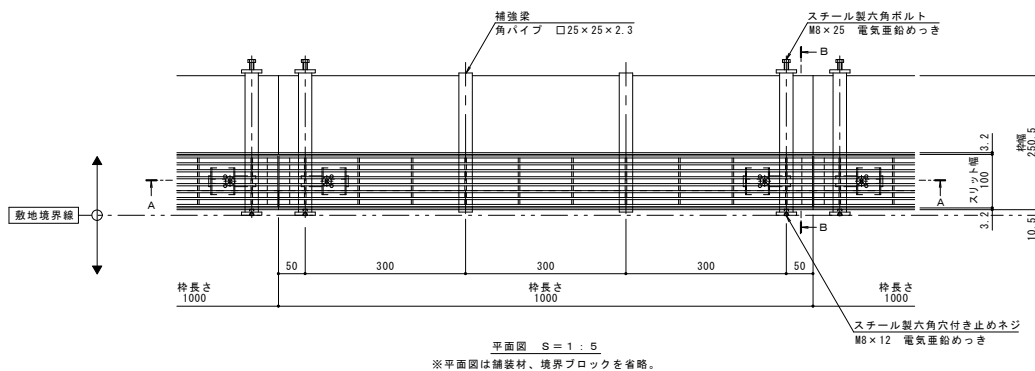 補強梁
角パイプ　□25×25×2.3
スチール製六角ボルト
M8×25　電気亜鉛めっき
B
A
A
敷地境界線
B
3.2
スリット幅
100
3.2
枠幅
250.5
10.5
50
300
300
300
50
枠長さ
1000
枠長さ
1000
枠長さ
1000
スチール製六角穴付き止めネジ
M8×12　電気亜鉛めっき
平面図　S＝1：5
※平面図は舗装材、境界ブロックを省略。